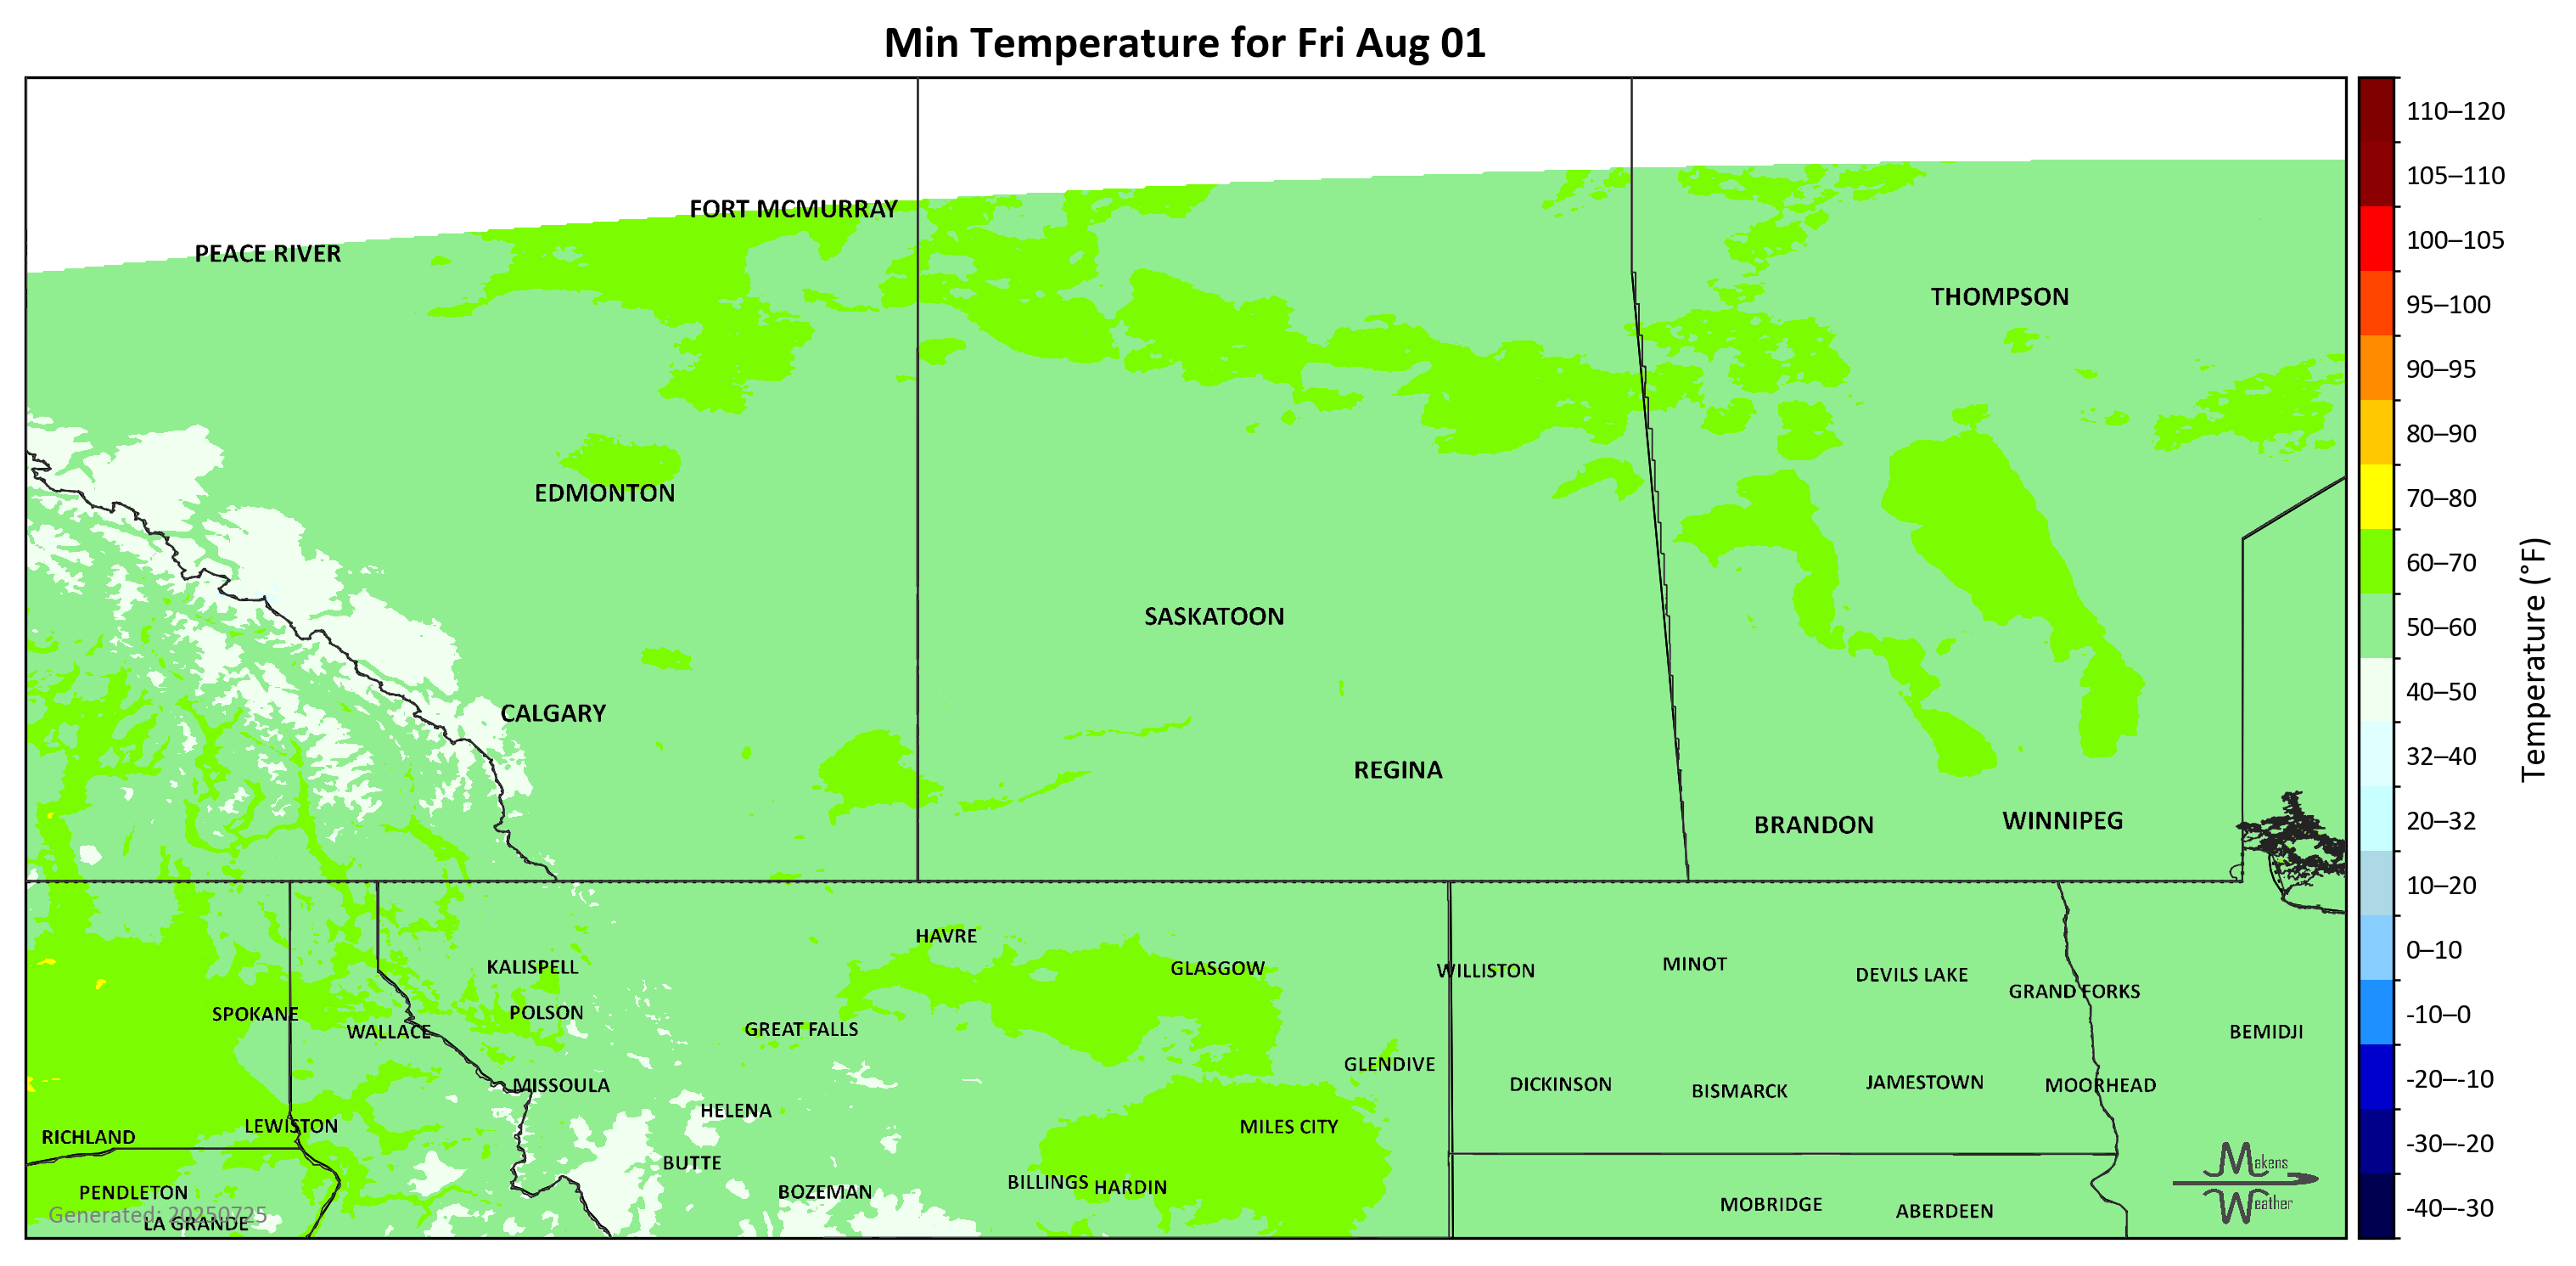 Min Temperature for Fri Aug 01
110–120
105–110
FORT MCMURRAY
100–105
PEACE RIVER
THOMPSON
95–100
90–95
80–90
EDMONTON
70–80
60–70
SASKATOON
50–60
Temperature (°F)
40–50
CALGARY
32–40
REGINA
BRANDON
WINNIPEG
20–32
10–20
HAVRE
0–10
KALISPELL
GLASGOW
WILLISTON
MINOT
DEVILS LAKE
GRAND FORKS
SPOKANE
POLSON
-10–0
WALLACE
GREAT FALLS
BEMIDJI
GLENDIVE
-20–-10
MISSOULA
DICKINSON
BISMARCK
JAMESTOWN
MOORHEAD
HELENA
RICHLAND
LEWISTON
MILES CITY
-30–-20
BUTTE
Makens
Weather
PENDLETON
BOZEMAN
BILLINGS
HARDIN
MOBRIDGE
ABERDEEN
-40–-30
Generated: 20250725
LA GRANDE